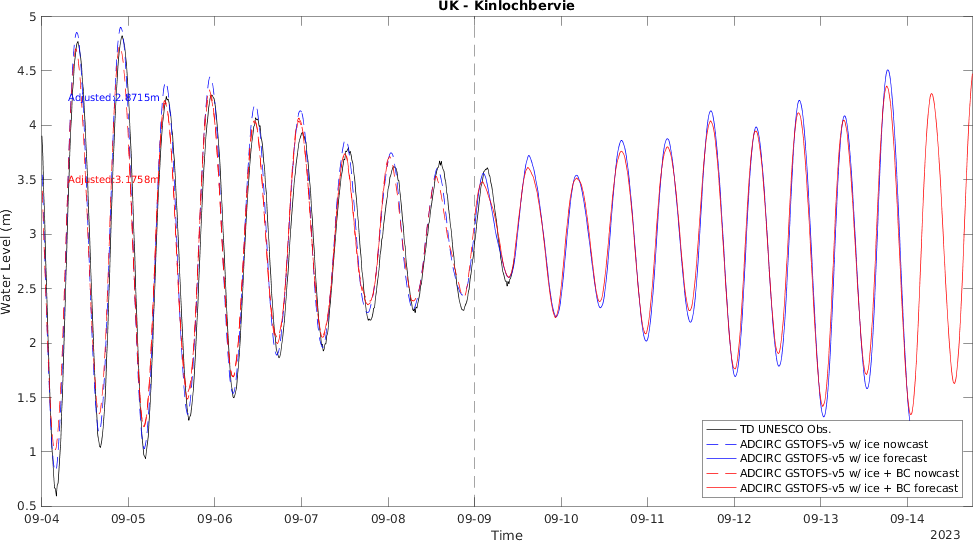 UK - Kinlochbervie
5
4.5
4
3.5
3
2.5
2
1.5
1
0.5
Water Level (m)
Adjusted:2.8715m
Adjusted:3.1758m
TD UNESCO Obs.
ADCIRC GSTOFS-v5 w/ ice nowcast
ADCIRC GSTOFS-v5 w/ ice forecast
ADCIRC GSTOFS-v5 w/ ice + BC nowcast
ADCIRC GSTOFS-v5 w/ ice + BC forecast
09-04 09-05 09-06 09-07 09-08 09-09 09-10 09-11 09-12 09-13 09-14
Time
2023